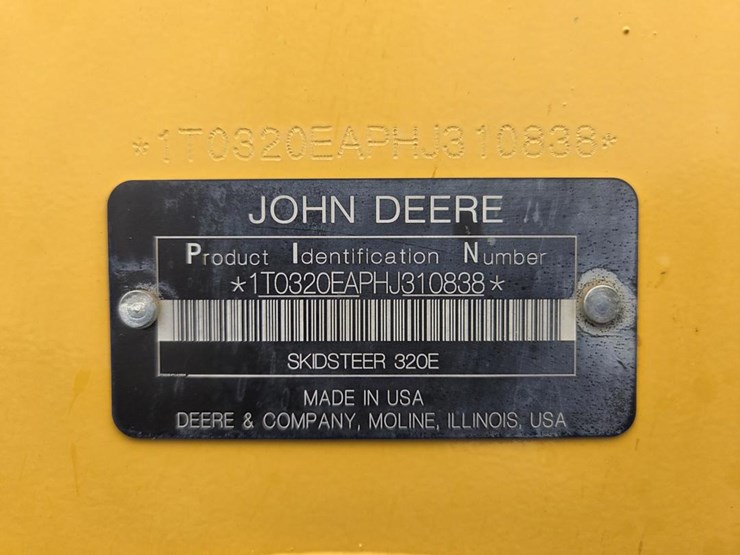 *1T0320EAPHJ310838*
JOHN DEERE
Product Identification Number
*1T0320EAPHJ310838*
SKIDSTEER 320E
MADE IN USA
DEERE & COMPANY, MOLINE, ILLINOIS, USA